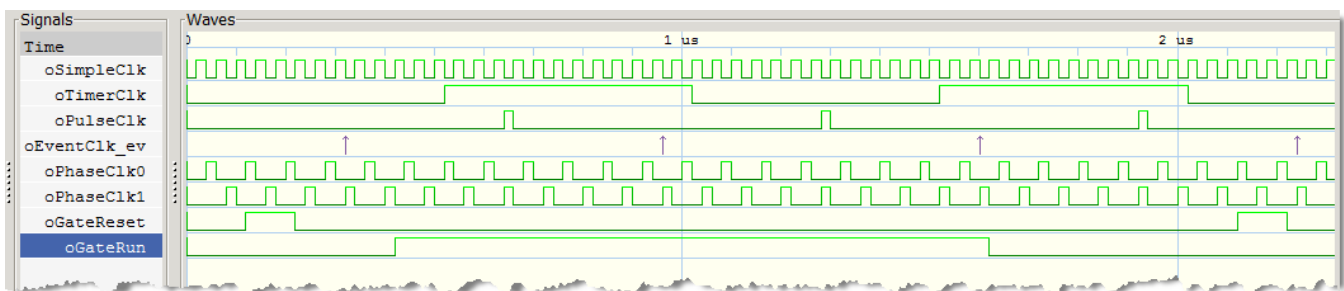 Signals
Waves
Time
0
1 us
2 us
oSimpleClk
oTimerClk
oPulseClk
oEventClk_ev
oPhaseClk0
oPhaseClk1
oGateReset
oGateRun